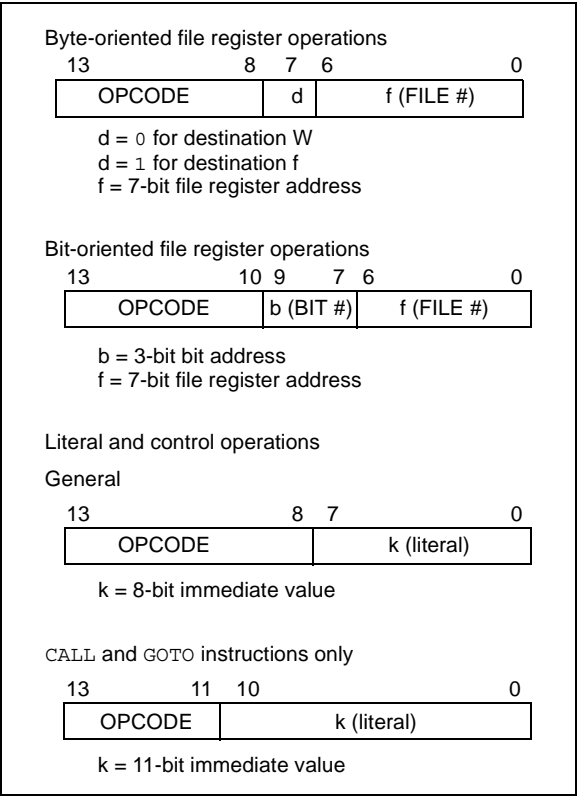 Byte-oriented file register operations
13 8 7 6 0
OPCODE d f (FILE #)
d = 0 for destination W
d = 1 for destination f
f = 7-bit file register address
Bit-oriented file register operations
13 10 9 7 6 0
OPCODE b (BIT #) f (FILE #)
b = 3-bit bit address
f = 7-bit file register address
Literal and control operations
General
13 8 7 0
OPCODE k (literal)
k = 8-bit immediate value
CALL and GOTO instructions only
13 11 10 0
OPCODE k (literal)
k = 11-bit immediate value